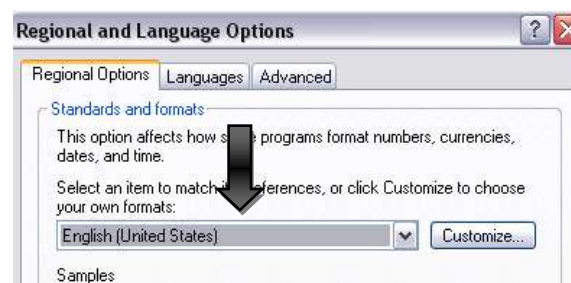 Regional and Language Options
Regional Options Languages Advanced
Standards and formats
This option affects how programs format numbers, currencies,
dates, and time.
Select an item to match, or click Customize to choose
your own formats:
English (United States) Customize...
Samples